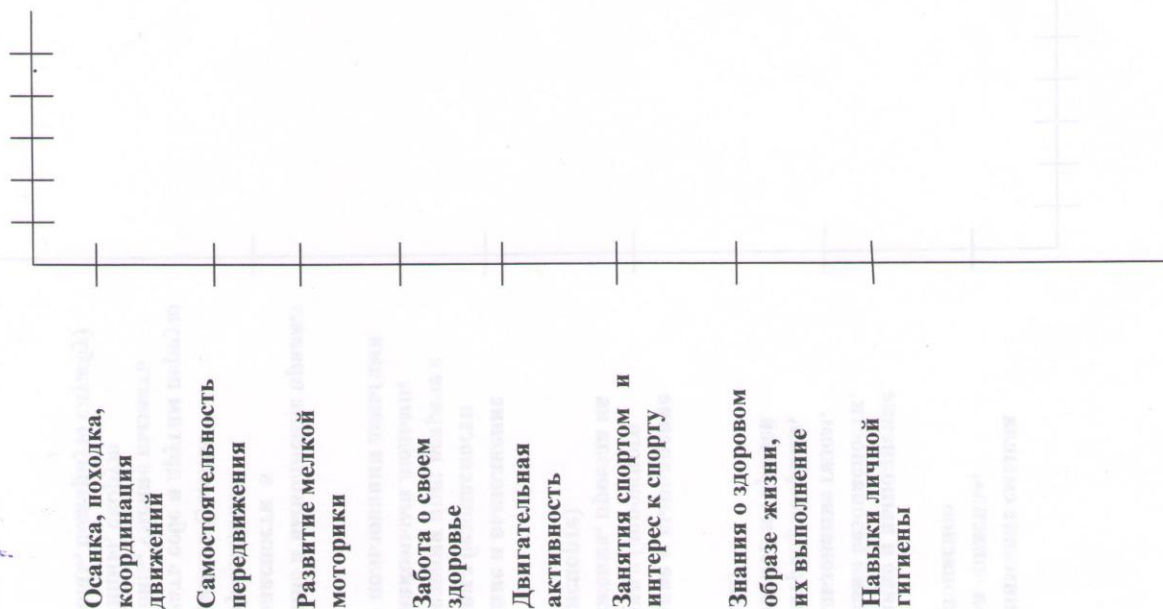 Осанка, походка,
координация
движений
Самостоятельность
передвижения
Развитие мелкой
моторики
Забота о своем
здоровье
Двигательная
активность
Занятия спортом и
интерес к спорту
Знания о здоровом
образе жизни,
их выполнение
Навыки личной
гигиены